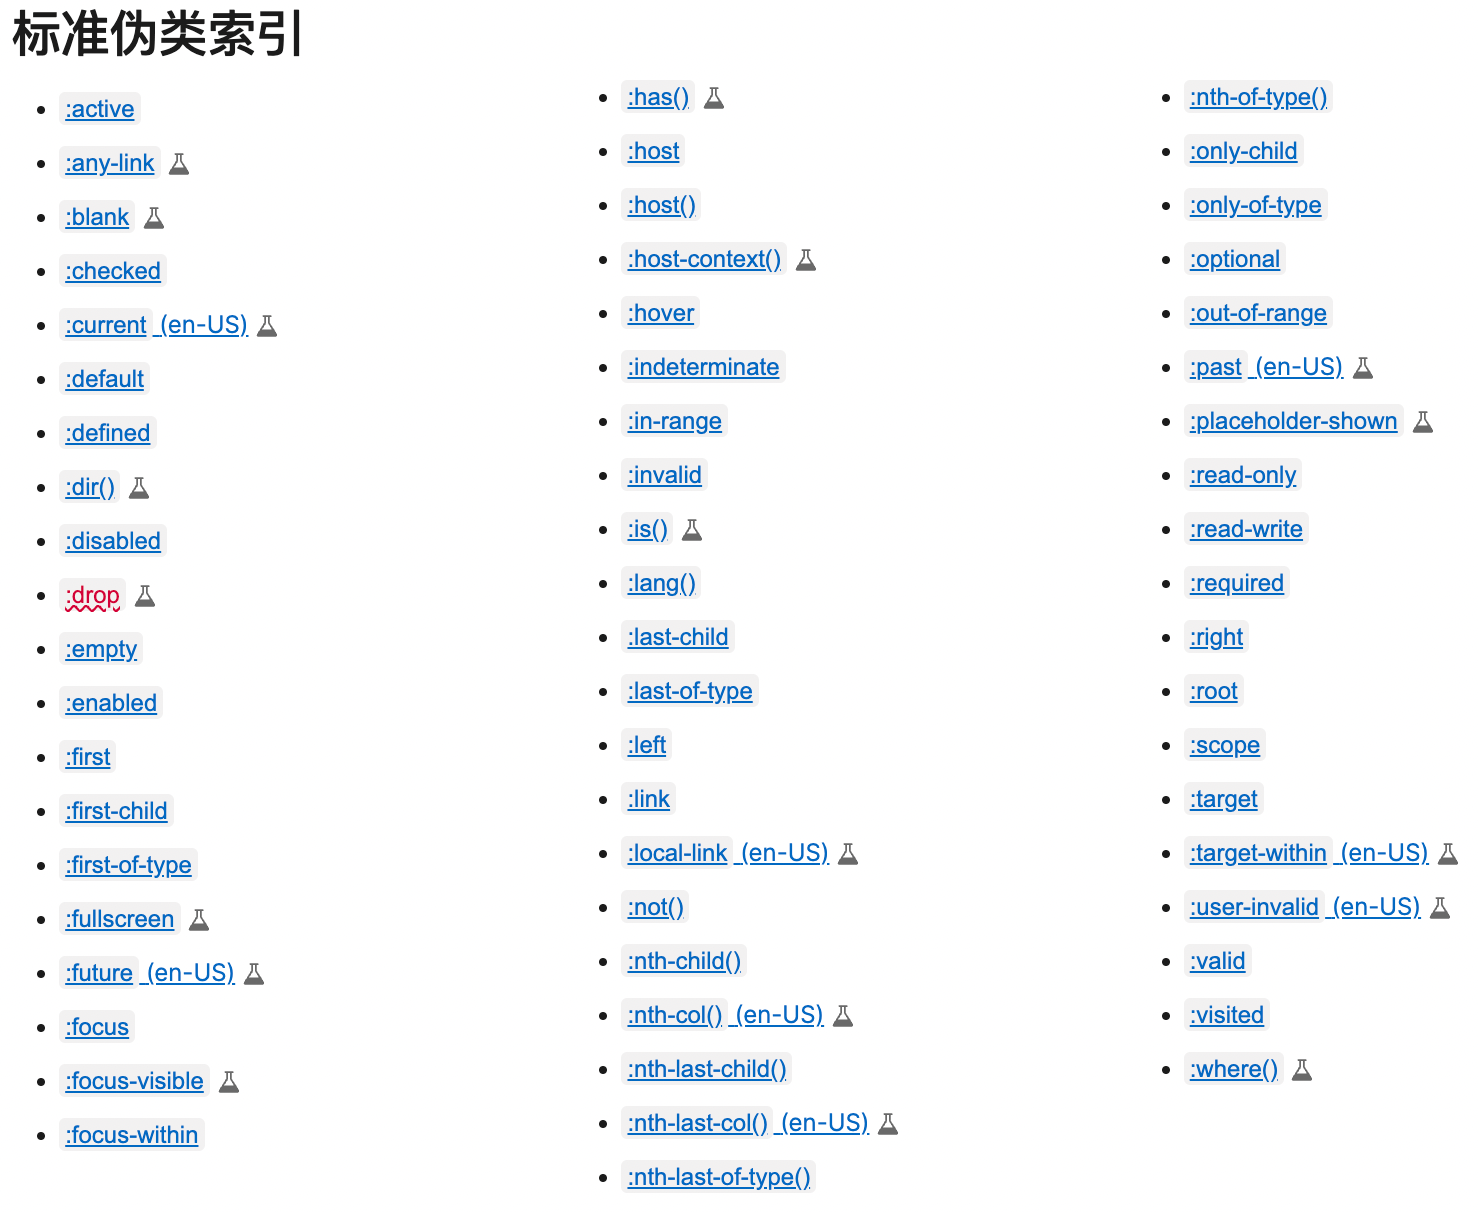 标准伪类索引
:active
:any-link
:blank
:checked
:current (en-US)
:default
:defined
:dir()
:disabled
:drop
:empty
:enabled
:first
:first-child
:first-of-type
:fullscreen
:future (en-US)
:focus
:focus-visible
:focus-within
:has()
:host
:host()
:host-context()
:hover
:indeterminate
:in-range
:invalid
:is()
:lang()
:last-child
:last-of-type
:left
:link
:local-link (en-US)
:not()
:nth-child()
:nth-col() (en-US)
:nth-last-child()
:nth-last-col() (en-US)
:nth-last-of-type()
:nth-of-type()
:only-child
:only-of-type
:optional
:out-of-range
:past (en-US)
:placeholder-shown
:read-only
:read-write
:required
:right
:root
:scope
:target
:target-within (en-US)
:user-invalid (en-US)
:valid
:visited
:where()